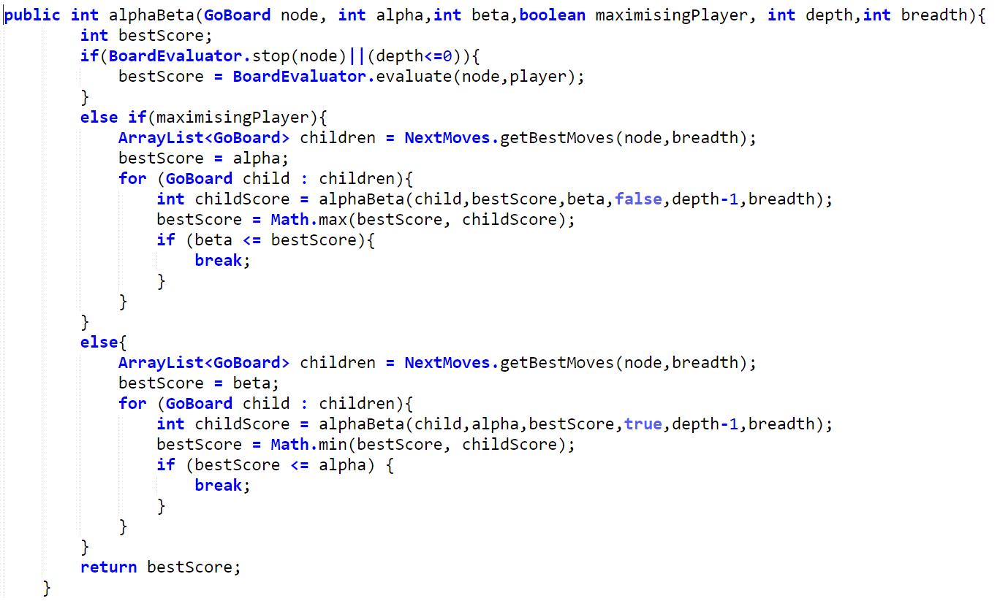 public int alphaBeta(GoBoard node, int alpha,int beta,boolean maximisingPlayer, int depth,int breadth){
        int bestScore;
        if(BoardEvaluator.stop(node)||(depth<=0)){
            bestScore = BoardEvaluator.evaluate(node,player);
        }
        else if(maximisingPlayer){
            ArrayList<GoBoard> children = NextMoves.getBestMoves(node,breadth);
            bestScore = alpha;
            for (GoBoard child : children){
                int childScore = alphaBeta(child,bestScore,beta,false,depth-1,breadth);
                bestScore = Math.max(bestScore, childScore);
                if (beta <= bestScore){
                    break;
                }
            }
        }
        else{
            ArrayList<GoBoard> children = NextMoves.getBestMoves(node,breadth);
            bestScore = beta;
            for (GoBoard child : children){
                int childScore = alphaBeta(child,alpha,bestScore,true,depth-1,breadth);
                bestScore = Math.min(bestScore, childScore);
                if (bestScore <= alpha) {
                    break;
                }
            }
        }
        return bestScore;
    }